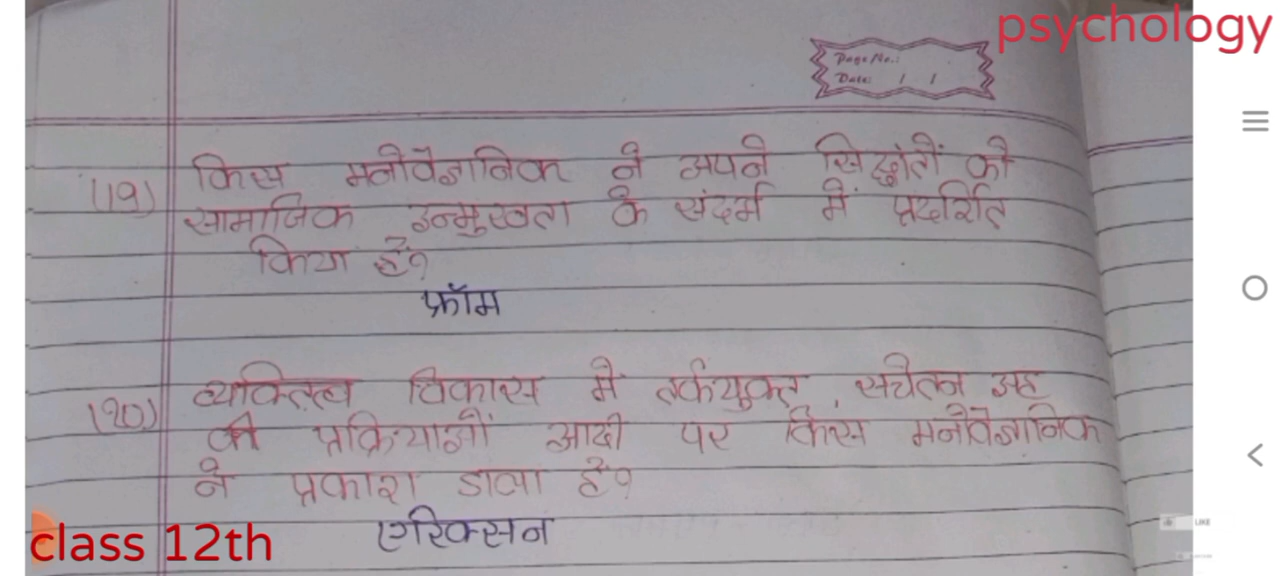 psychology
Page No.:
Date: / /
(19) किस मनोवैज्ञानिक ने अपने सिद्धांतों को
सामाजिक उन्मुखता के संदर्भ में प्रदर्शित
किया है?
फ्रॉम
(20) व्यक्तित्व विकास में तर्कयुक्त, सचेतन अह
की प्रक्रियाओं आदी पर किस मनोवैज्ञानिक
ने प्रकाश डाला है?
एरिक्सन
class 12th
LIKE